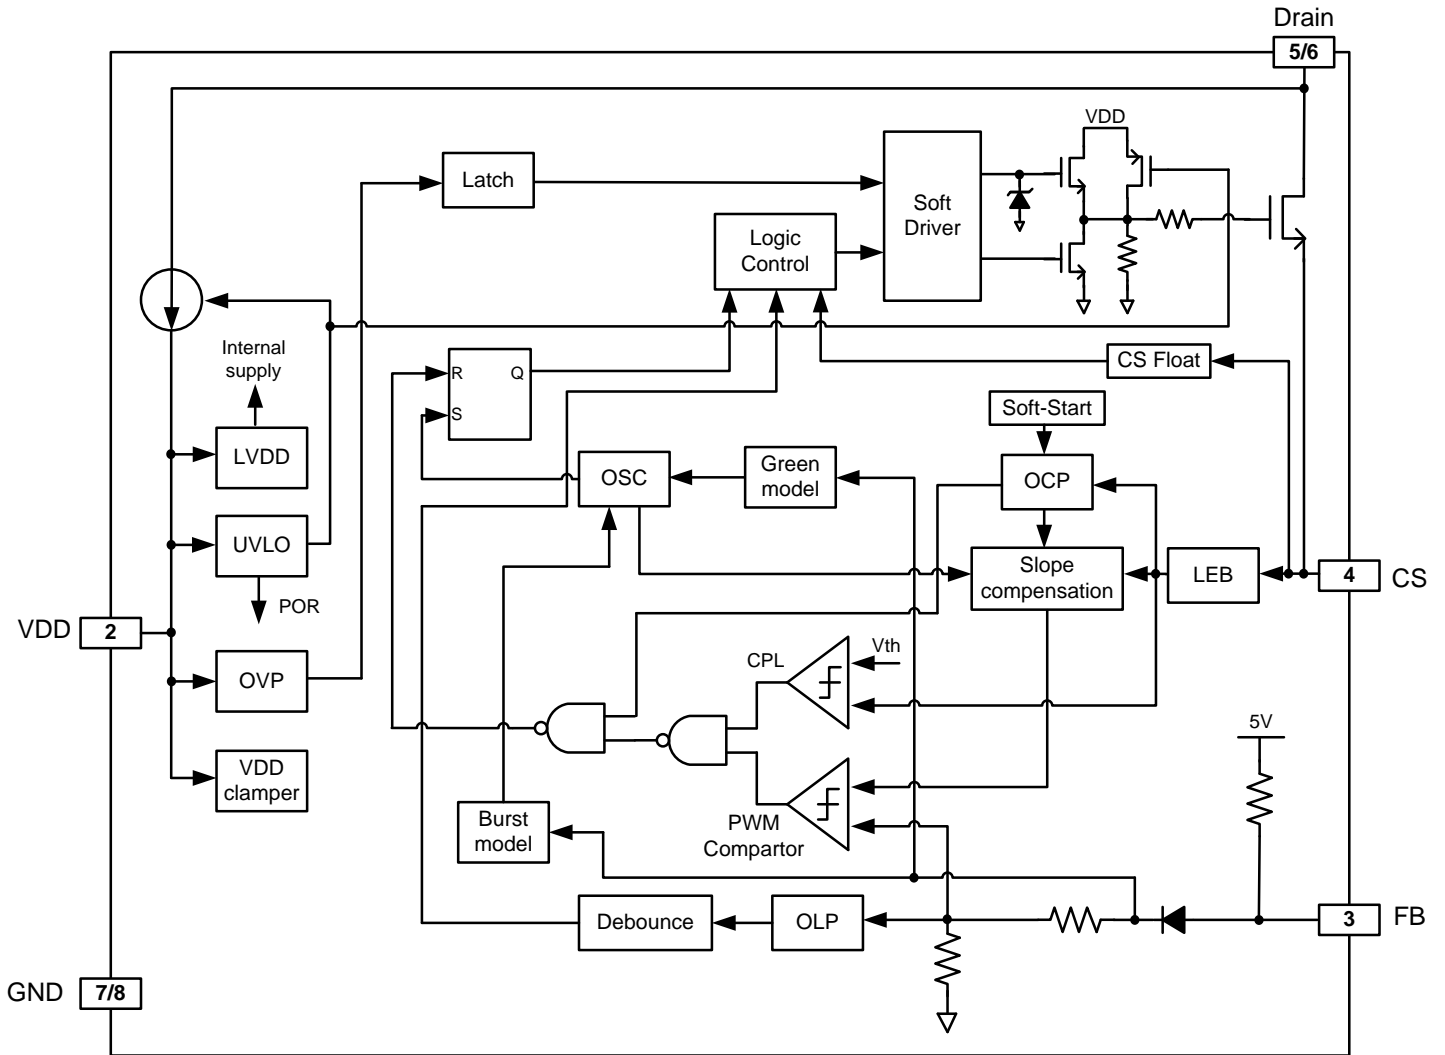 Drain
5/6
VDD
Latch
Soft
Driver
Logic
Control
Internal
supply
R
Q
S
CS Float
Soft-Start
LVDD
OSC
Green
model
OCP
UVLO
Slope
compensation
LEB
4
CS
POR
VDD
2
OVP
CPL
Vth
5V
VDD
clamper
Burst
model
PWM
Compartor
Debounce
OLP
3
FB
GND
7/8